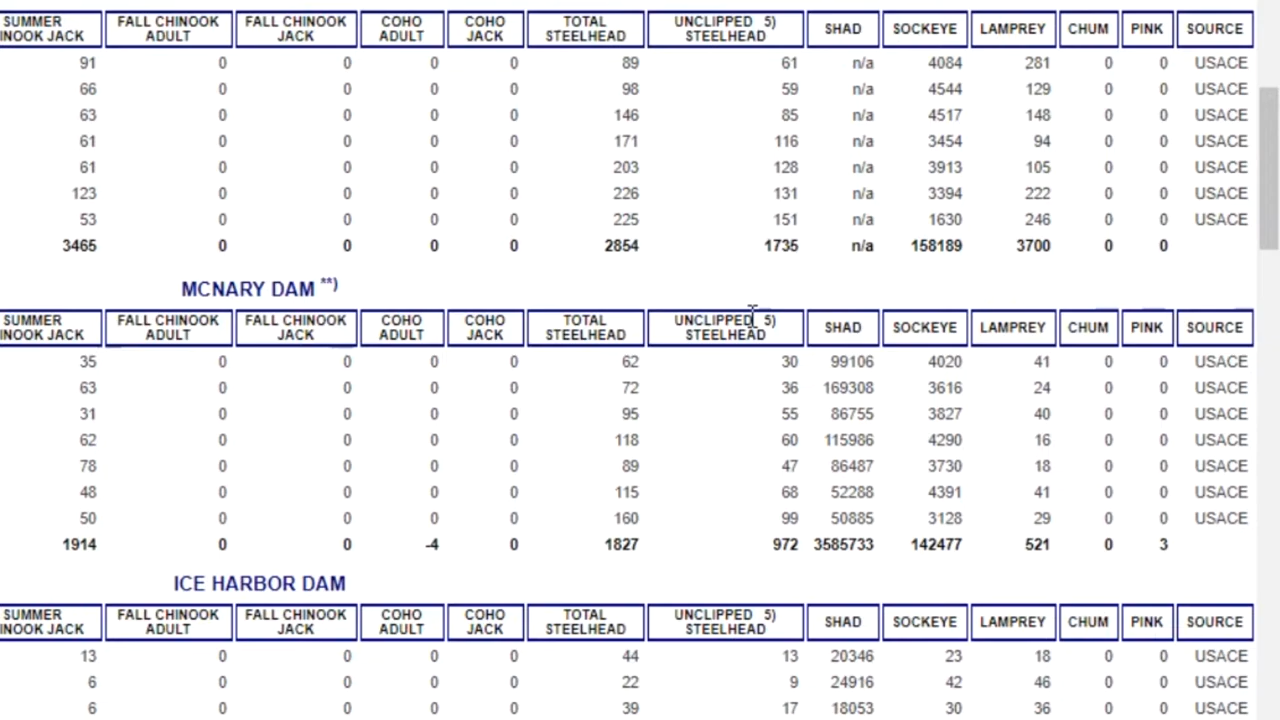 SUMMER FALL CHINOOK FALL CHINOOK COHO COHO TOTAL UNCLIPPED 5) SHAD SOCKEYE LAMPREY CHUM PINK SOURCE
INOOK JACK ADULT JACK ADULT JACK STEELHEAD STEELHEAD
91 0 0 0 0 89 61 n/a 4084 281 0 0 USACE
66 0 0 0 0 98 59 n/a 4544 129 0 0 USACE
63 0 0 0 0 146 85 n/a 4517 148 0 0 USACE
61 0 0 0 0 171 116 n/a 3454 94 0 0 USACE
61 0 0 0 0 203 128 n/a 3913 105 0 0 USACE
123 0 0 0 0 226 131 n/a 3394 222 0 0 USACE
53 0 0 0 0 225 151 n/a 1630 246 0 0 USACE
3465 0 0 0 0 2854 1735 n/a 158189 3700 0 0
MCNARY DAM **)
SUMMER FALL CHINOOK FALL CHINOOK COHO COHO TOTAL UNCLIPPED 5) SHAD SOCKEYE LAMPREY CHUM PINK SOURCE
INOOK JACK ADULT JACK ADULT JACK STEELHEAD STEELHEAD
35 0 0 0 0 62 30 99106 4020 41 0 0 USACE
63 0 0 0 0 72 36 169308 3616 24 0 0 USACE
31 0 0 0 0 95 55 86755 3827 40 0 0 USACE
62 0 0 0 0 118 60 115986 4290 16 0 0 USACE
78 0 0 0 0 89 47 86487 3730 18 0 0 USACE
48 0 0 0 0 115 68 52288 4391 41 0 0 USACE
50 0 0 0 0 160 99 50885 3128 29 0 0 USACE
1914 0 0 -4 0 1827 972 3585733 142477 521 0 3
ICE HARBOR DAM
SUMMER FALL CHINOOK FALL CHINOOK COHO COHO TOTAL UNCLIPPED 5) SHAD SOCKEYE LAMPREY CHUM PINK SOURCE
INOOK JACK ADULT JACK ADULT JACK STEELHEAD STEELHEAD
13 0 0 0 0 44 13 20346 23 18 0 0 USACE
6 0 0 0 0 22 9 24916 42 46 0 0 USACE
6 0 0 0 0 39 17 18053 30 36 0 0 USACE